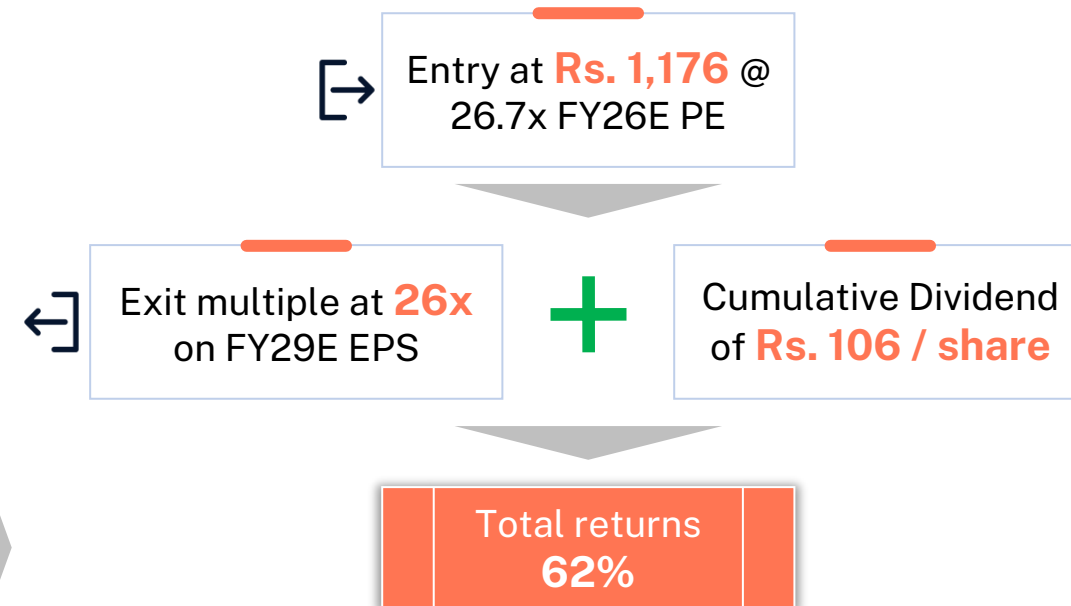 Entry at Rs. 1,176 @
26.7x FY26E PE
Exit multiple at 26x
on FY29E EPS
Cumulative Dividend
of Rs. 106 / share
Total returns
62%